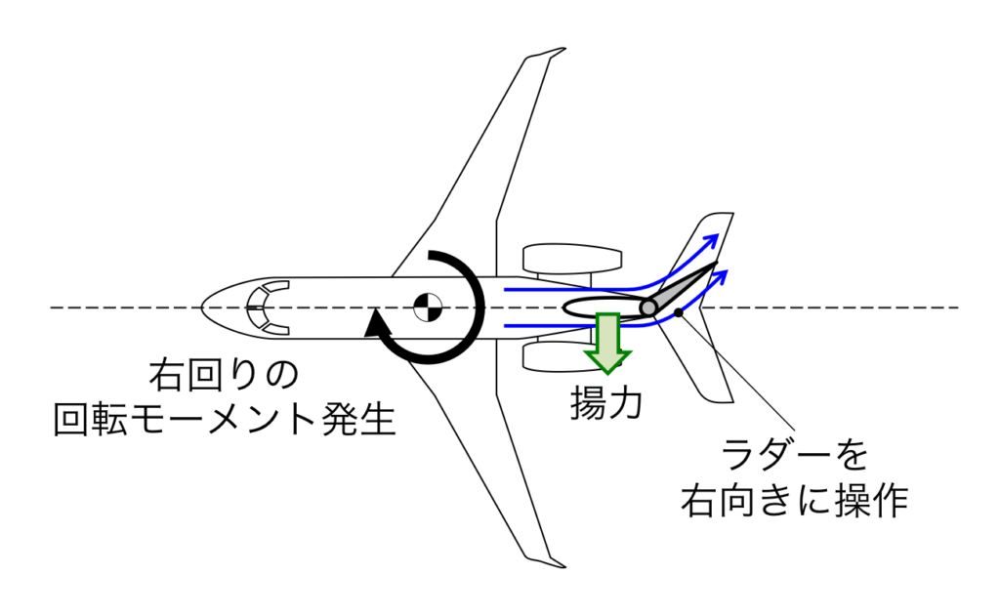 右回りの
回転モーメント発生
揚力
ラダーを
右向きに操作